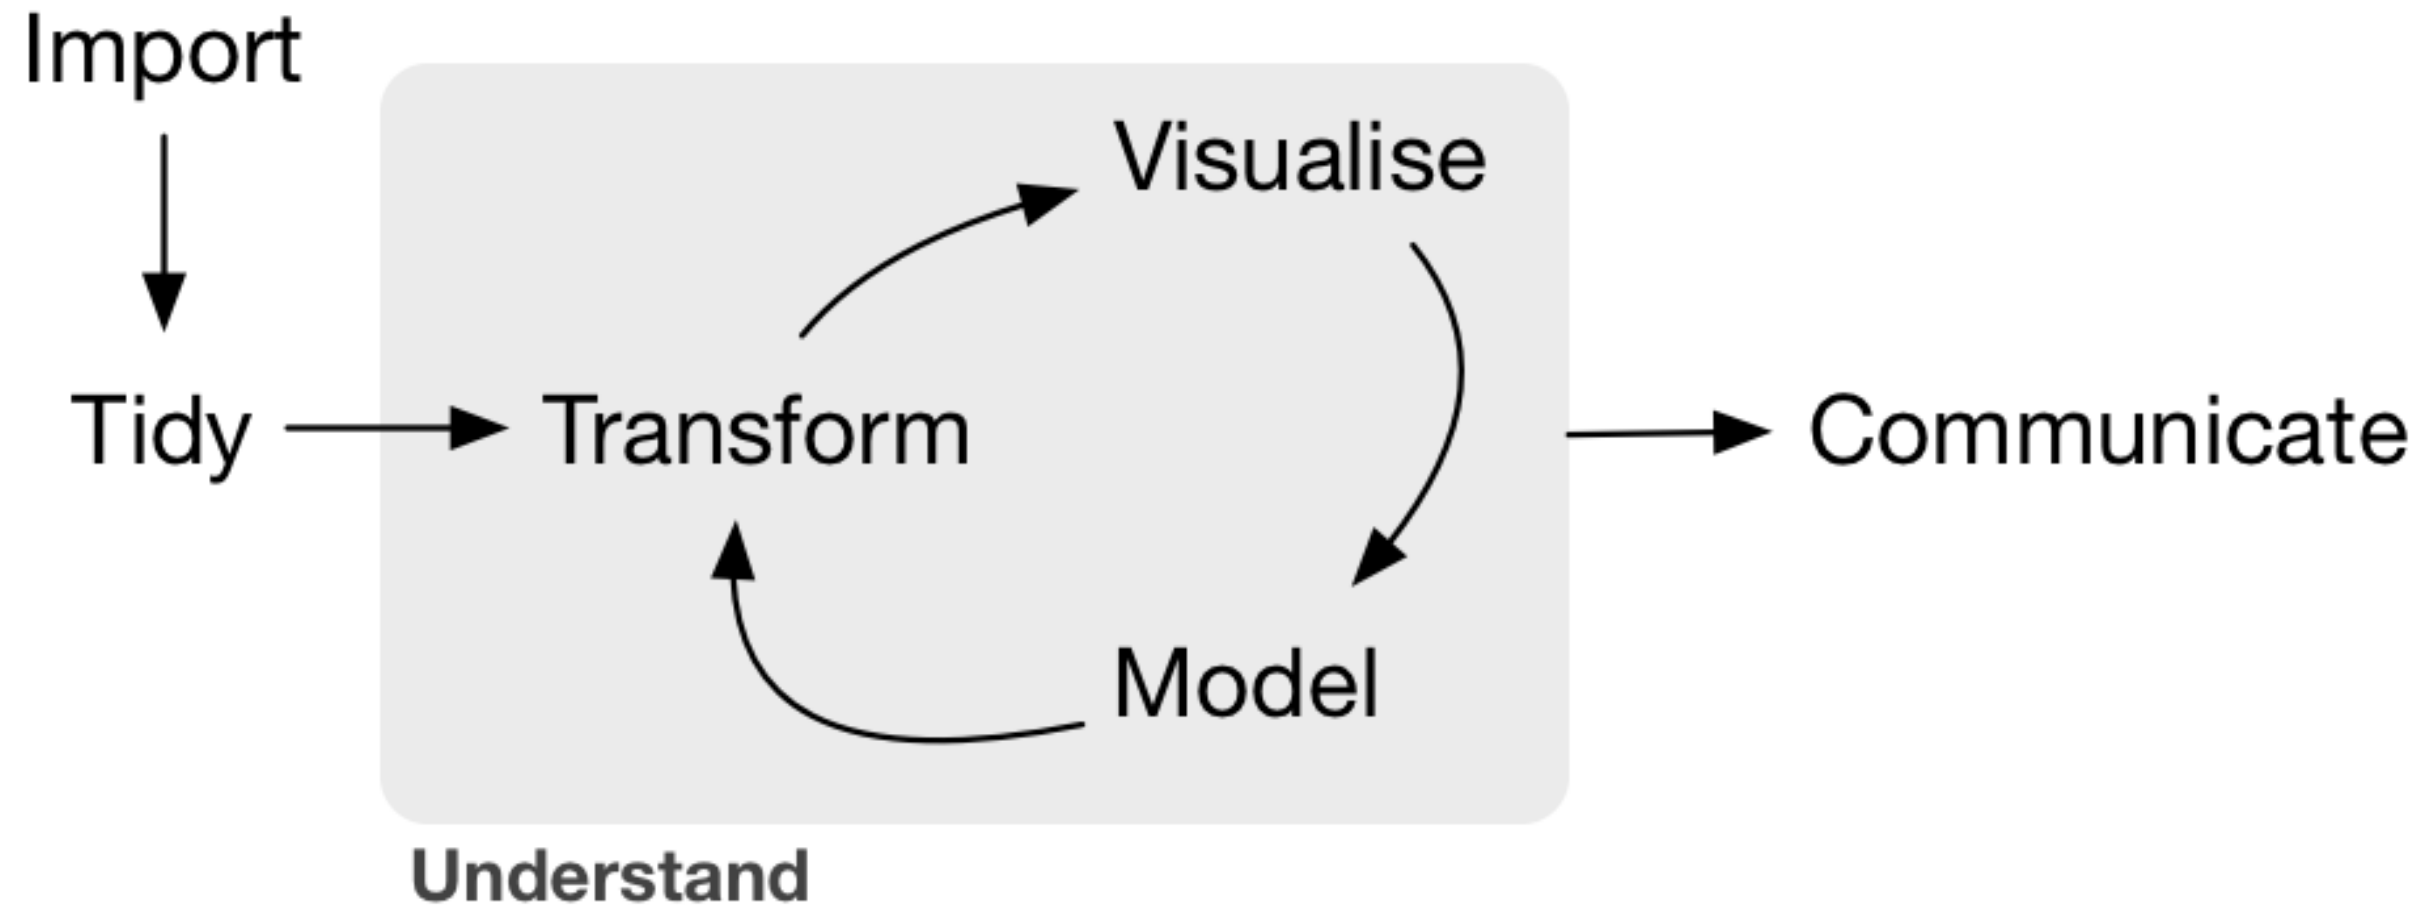 Import
Visualise
Tidy
Transform
Communicate
Model
Understand